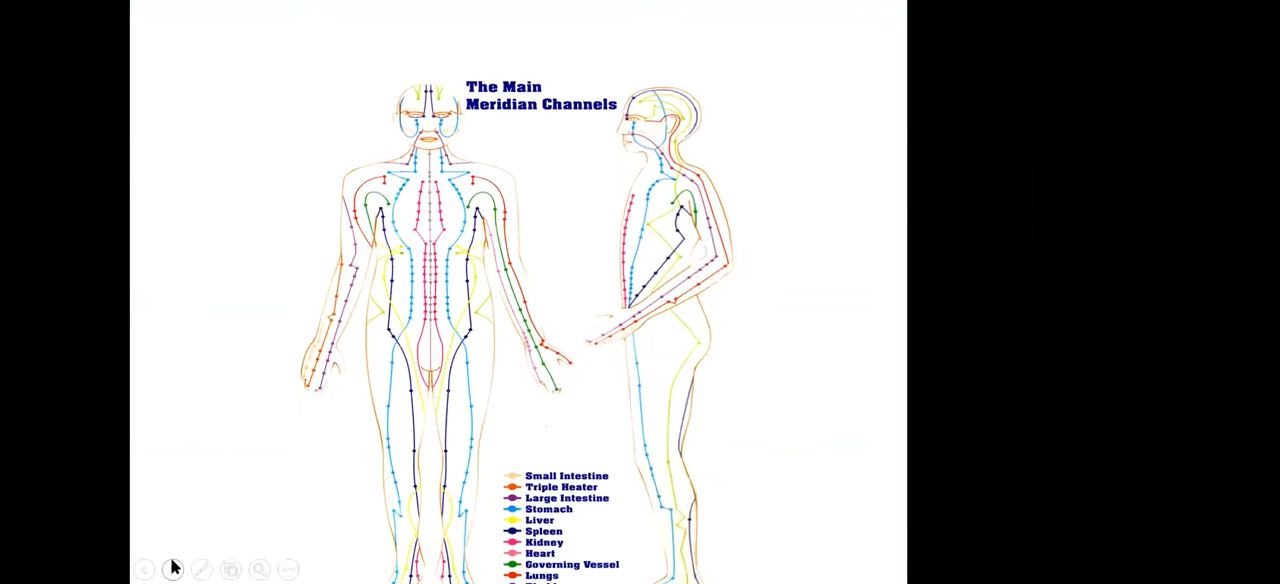 The Main
Meridian Channels
Small Intestine
Triple Heater
Large Intestine
Stomach
Liver
Spleen
Kidney
Heart
Governing Vessel
Lungs